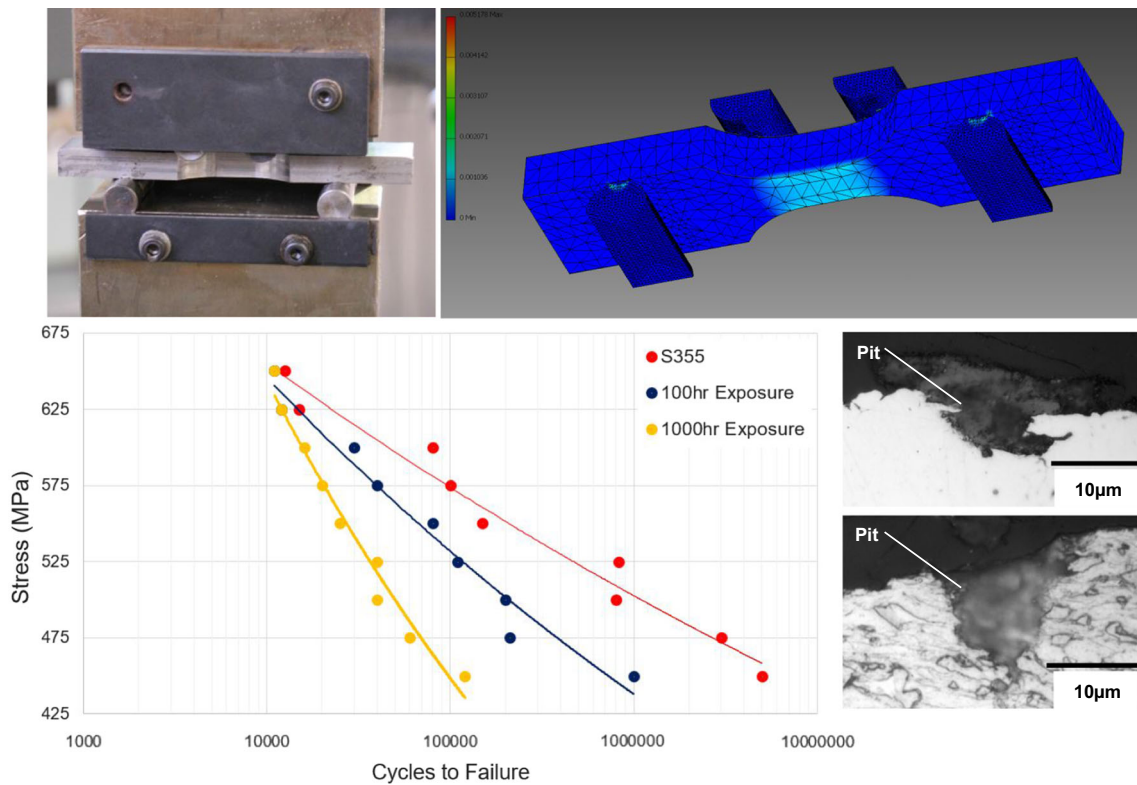 0.005178 Max
0.004142
0.003107
0.002071
0.001036
0 Min
675
625
575
525
475
425
Stress (MPa)
S355
100hr Exposure
1000hr Exposure
1000
10000
100000
1000000
10000000
Cycles to Failure
Pit
10µm
Pit
10µm